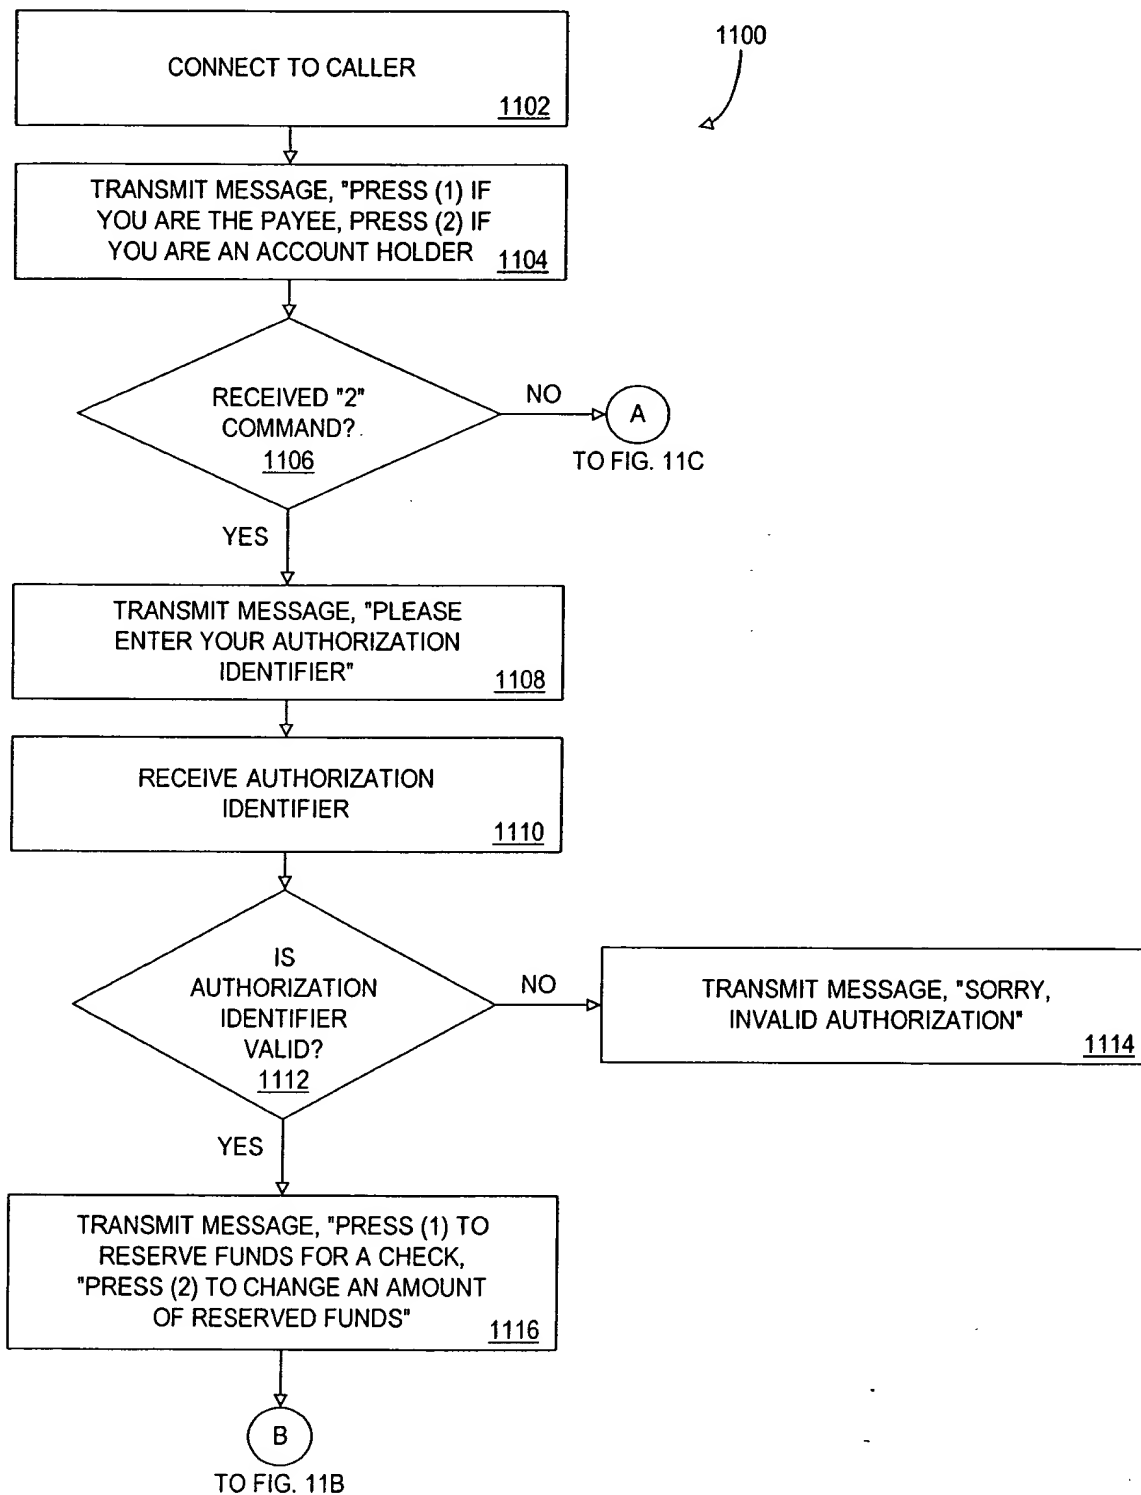 1100
CONNECT TO CALLER
1102
TRANSMIT MESSAGE, "PRESS (1) IF
YOU ARE THE PAYEE, PRESS (2) IF
YOU ARE AN ACCOUNT HOLDER
1104
RECEIVED "2"
COMMAND?
1106
NO
A
TO FIG. 11C
YES
TRANSMIT MESSAGE, "PLEASE
ENTER YOUR AUTHORIZATION
IDENTIFIER"
1108
RECEIVE AUTHORIZATION
IDENTIFIER
1110
IS
AUTHORIZATION
IDENTIFIER
VALID?
1112
NO
TRANSMIT MESSAGE, "SORRY,
INVALID AUTHORIZATION"
1114
YES
TRANSMIT MESSAGE, "PRESS (1) TO
RESERVE FUNDS FOR A CHECK,
"PRESS (2) TO CHANGE AN AMOUNT
OF RESERVED FUNDS"
1116
B
TO FIG. 11B